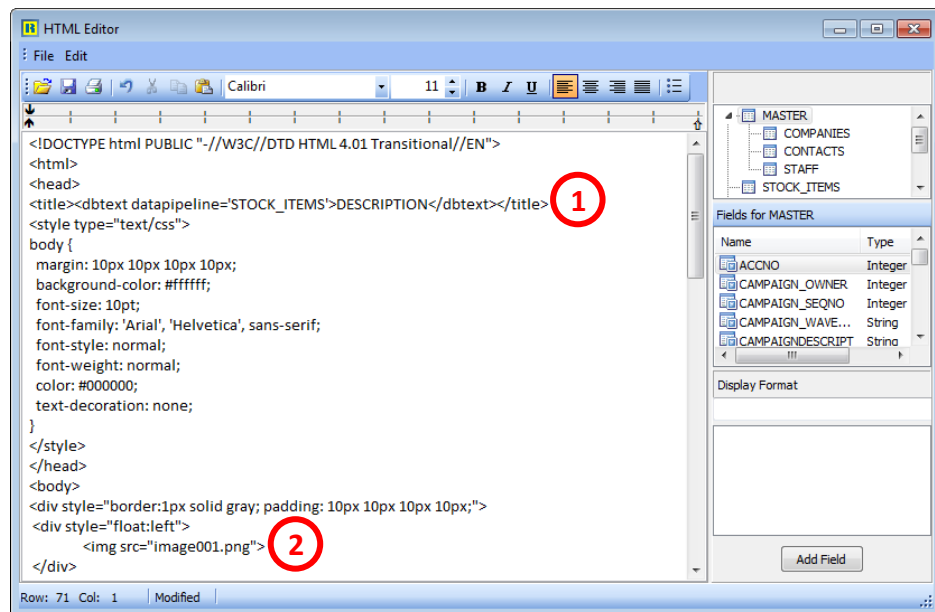 HTML Editor
File Edit
Calibri 11 B I U
<!DOCTYPE html PUBLIC "-//W3C//DTD HTML 4.01 Transitional//EN">
<html>
<head>
<title><dbtext datapipeline='STOCK_ITEMS'>DESCRIPTION</dbtext></title>
1
<style type="text/css">
body {
margin: 10px 10px 10px 10px;
background-color: #ffffff;
font-size: 10pt;
font-family: 'Arial', 'Helvetica', sans-serif;
font-style: normal;
font-weight: normal;
color: #000000;
text-decoration: none;
}
</style>
</head>
<body>
<div style="border:1px solid gray; padding: 10px 10px 10px 10px;">
<div style="float:left">
<img src="image001.png">
2
</div>
MASTER
COMPANIES
CONTACTS
STAFF
STOCK_ITEMS
Fields for MASTER
Name Type
ACCNO Integer
CAMPAIGN_OWNER Integer
CAMPAIGN_SEQNO Integer
CAMPAIGN_WAVE... String
CAMPAIGNDESCRIPT String
Display Format
Add Field
Row: 71 Col: 1 Modified